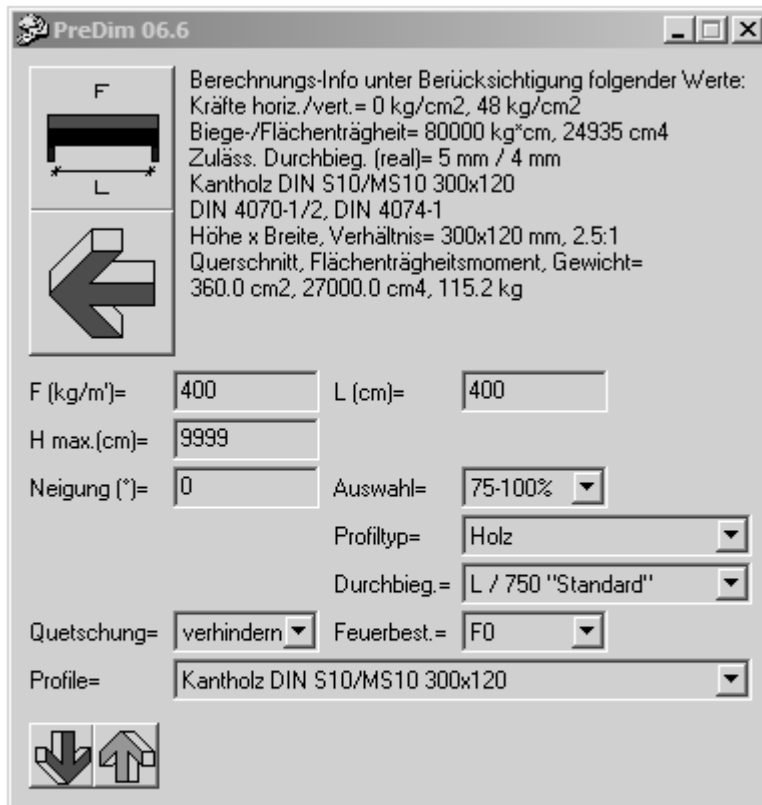 PreDim 06.6
F
L
Berechnungs-Info unter Berücksichtigung folgender Werte:
Kräfte horiz./vert.= 0 kg/cm2, 48 kg/cm2
Biege-/Flächenträgheit= 80000 kg*cm, 24935 cm4
Zuläss. Durchbieg. (real)= 5 mm / 4 mm
Kantholz DIN S10/MS10 300x120
DIN 4070-1/2, DIN 4074-1
Höhe x Breite, Verhältnis= 300x120 mm, 2.5:1
Querschnitt, Flächenträgheitsmoment, Gewicht=
360.0 cm2, 27000.0 cm4, 115.2 kg
F (kg/m')= 400 L (cm)= 400
H max.(cm)= 9999
Neigung (°)= 0 Auswahl= 75-100%
Profiltyp= Holz
Durchbieg.= L / 750 "Standard"
Quetschung= verhindern Feuerbest.= F0
Profile= Kantholz DIN S10/MS10 300x120